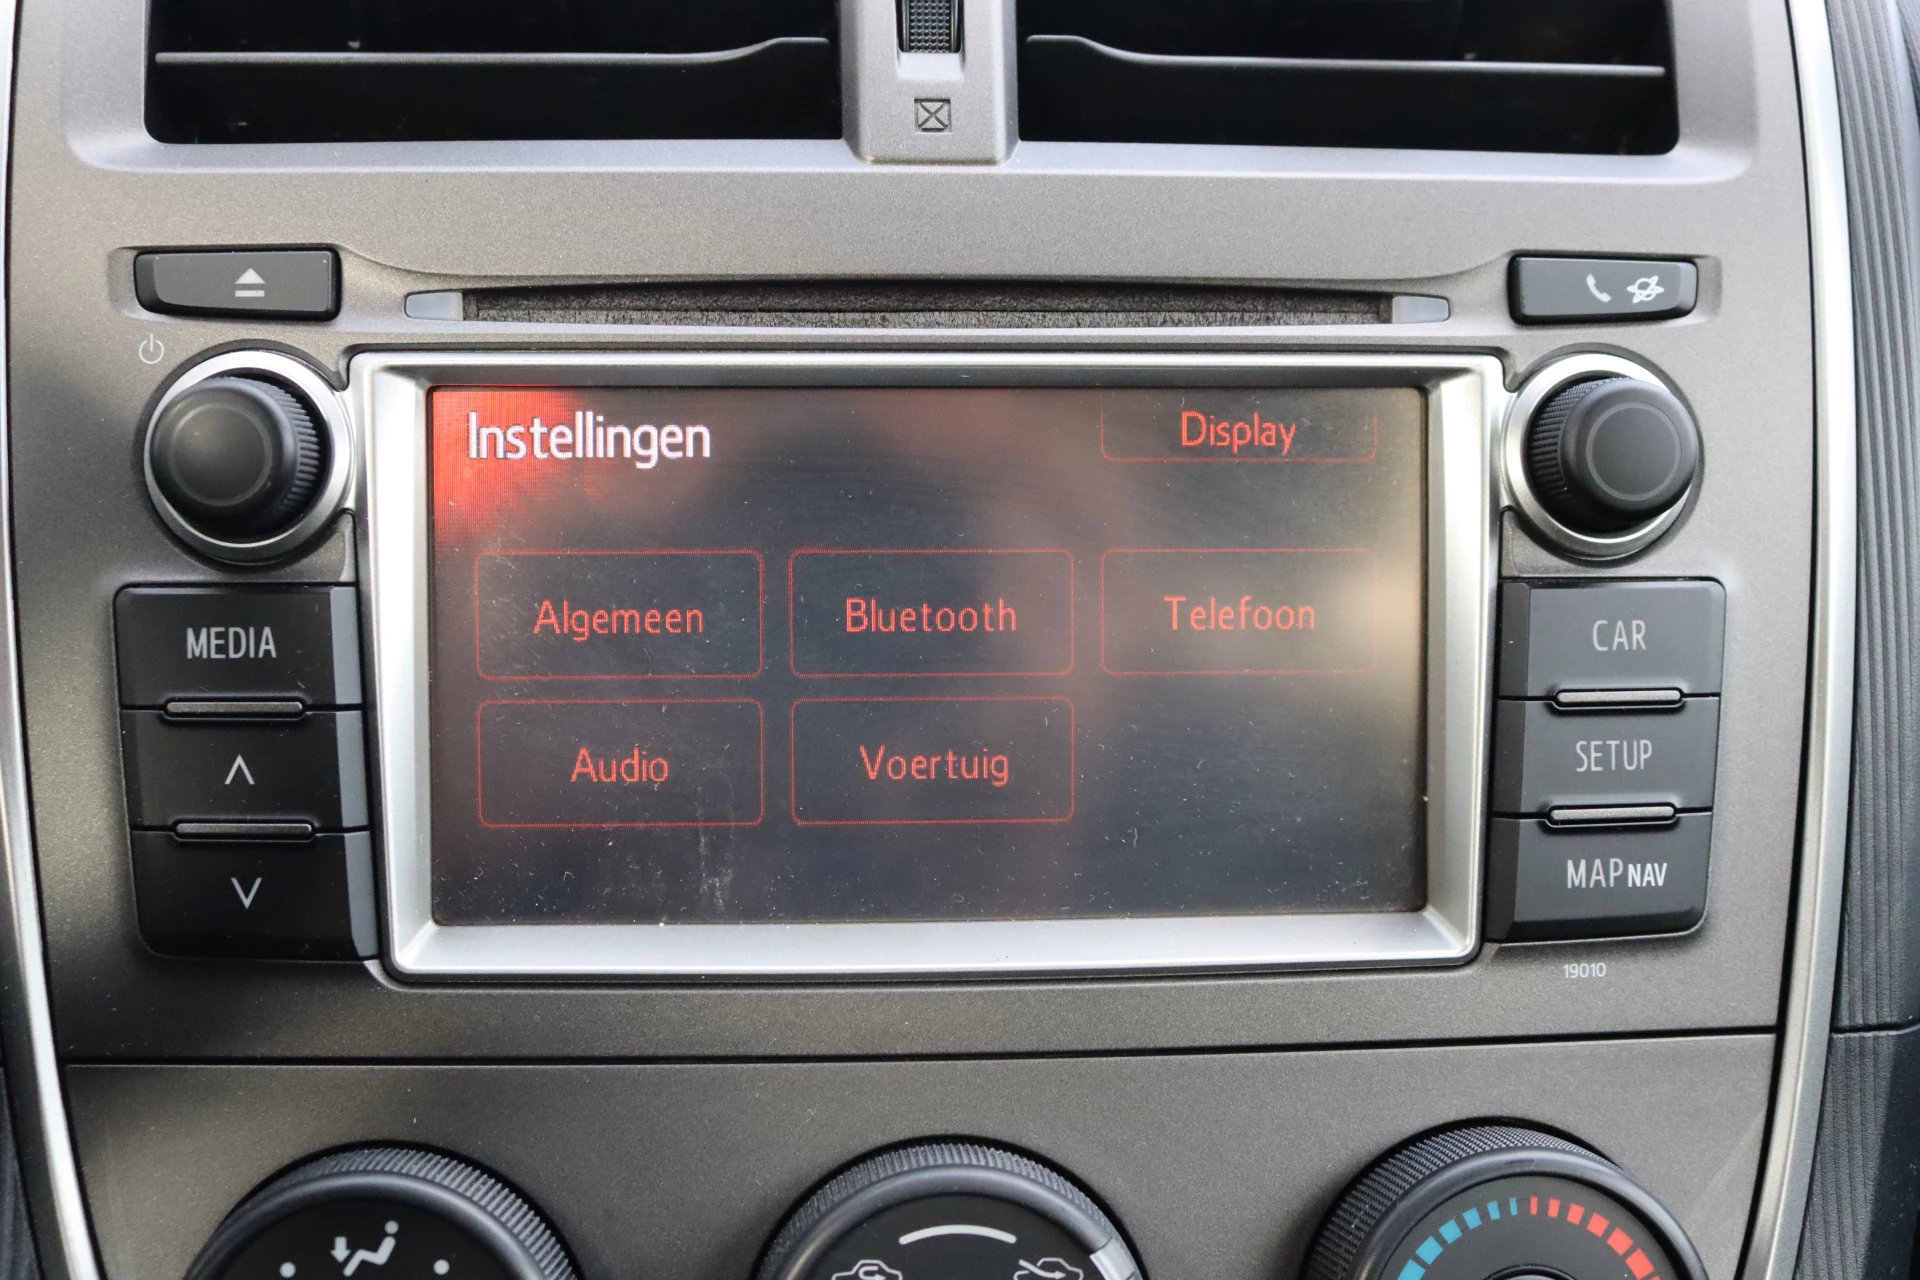 Instellingen
Display
Algemeen
Bluetooth
Telefoon
Audio
Voertuig
MEDIA
CAR
SETUP
MAP NAV
19010